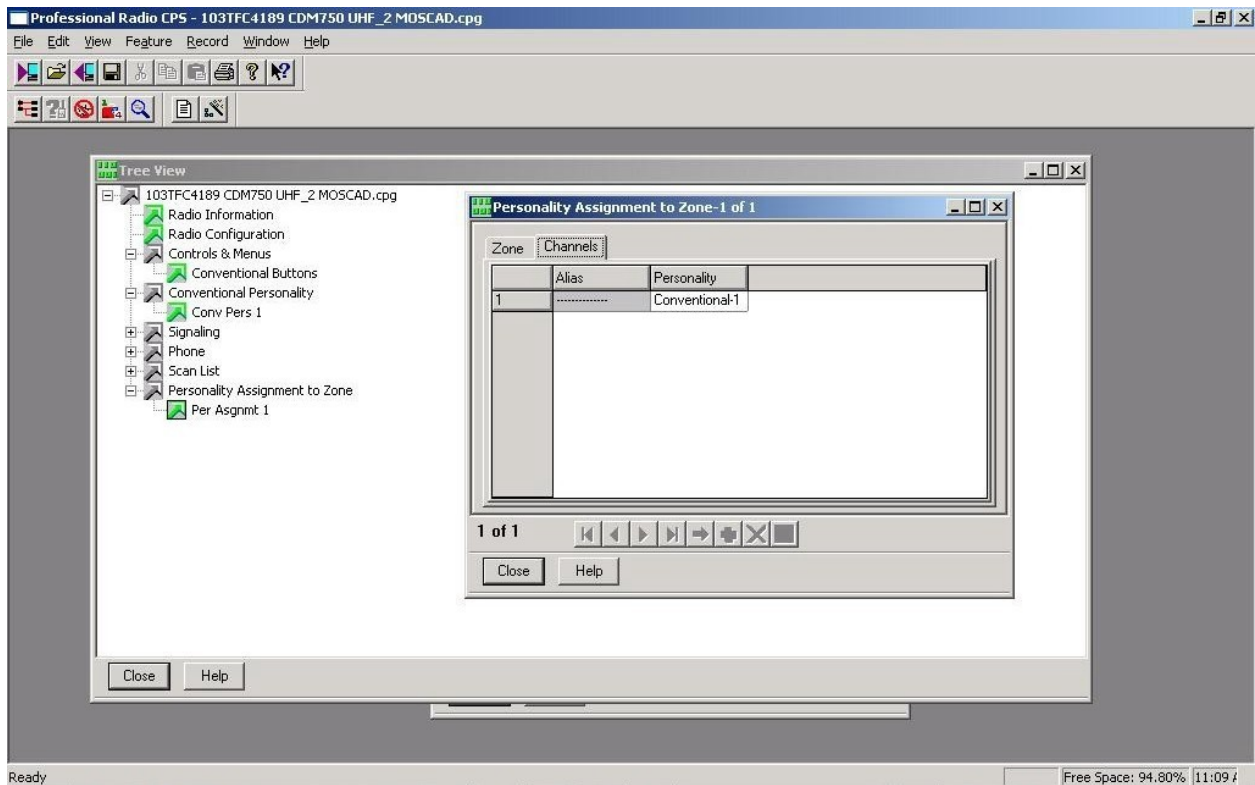 Professional Radio CPS - 103TFC4189 CDM750 UHF_2 MOSCAD.cpg
File Edit View Feature Record Window Help
Tree View
103TFC4189 CDM750 UHF_2 MOSCAD.cpg
Radio Information
Radio Configuration
Controls & Menus
Conventional Buttons
Conventional Personality
Conv Pers 1
Signaling
Phone
Scan List
Personality Assignment to Zone
Per Asgnmt 1
Personality Assignment to Zone-1 of 1
Zone Channels
Alias Personality
1 -------------- Conventional-1
1 of 1
Close Help
Close Help
Ready Free Space: 94.80% 11:09